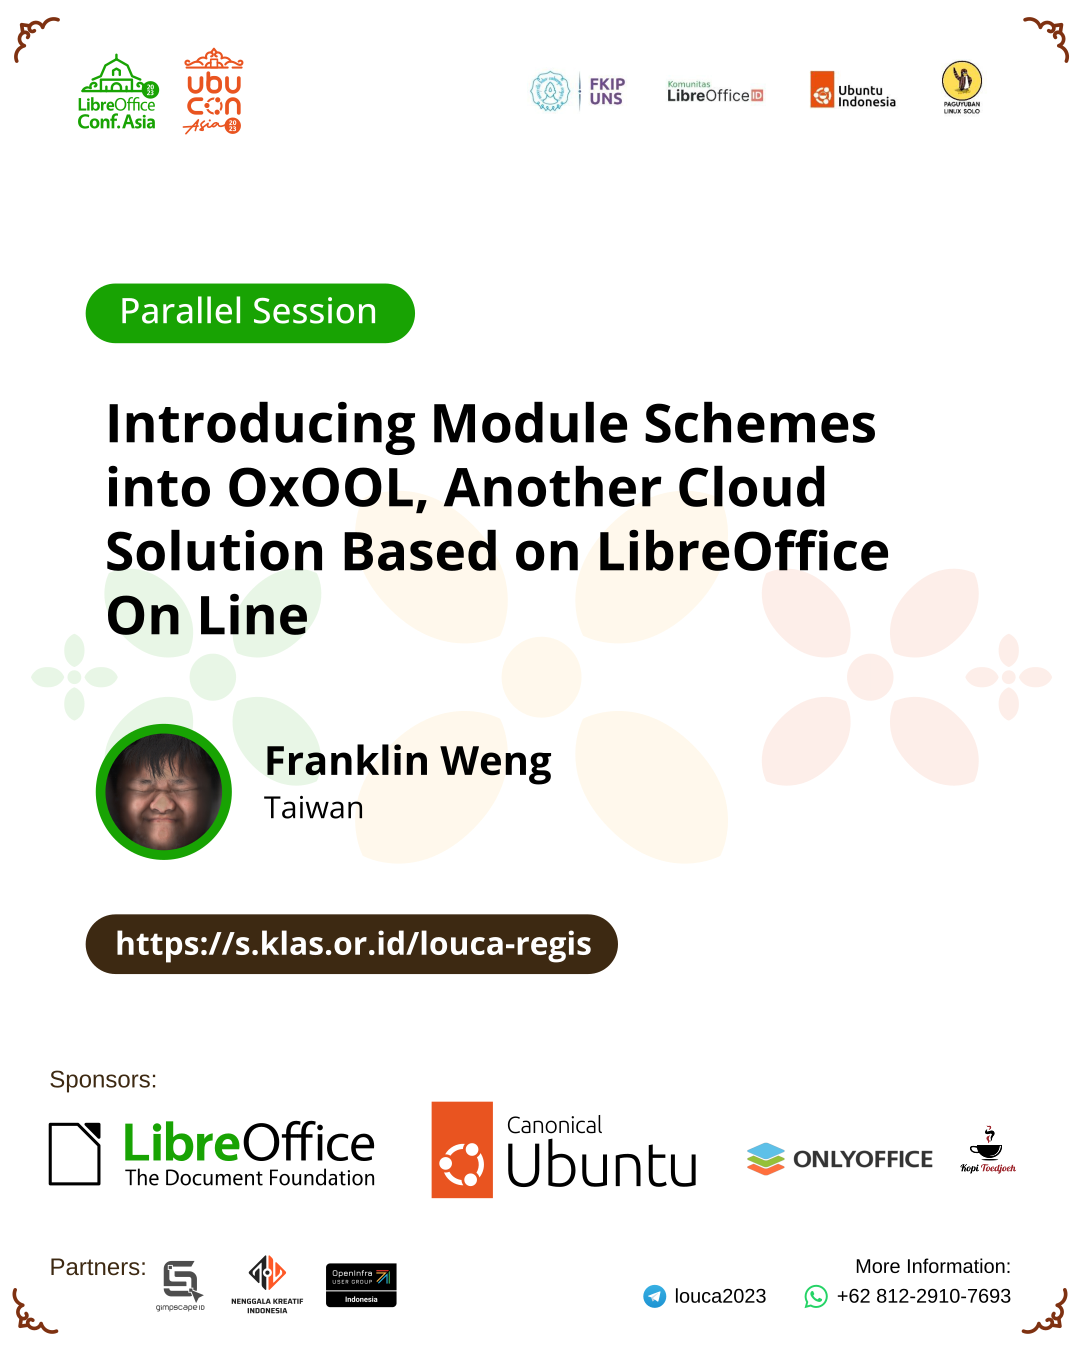 LibreOffice
Conf.Asia
2023
ubu
con
Asia
2023
FKIP
UNS
Komunitas
LibreOffice ID
Ubuntu
Indonesia
PAGUYUBAN
LINUX SOLO
Parallel Session
Introducing Module Schemes
into OxOOL, Another Cloud
Solution Based on LibreOffice
On Line
Franklin Weng
Taiwan
https://s.klas.or.id/louca-regis
Sponsors:
LibreOffice
The Document Foundation
Canonical
Ubuntu
ONLYOFFICE
Kopi Toedjoeh
Partners:
gimpscape ID
NENGGALA KREATIF
INDONESIA
OpenInfra
USER GROUP
Indonesia
More Information:
louca2023
+62 812-2910-7693